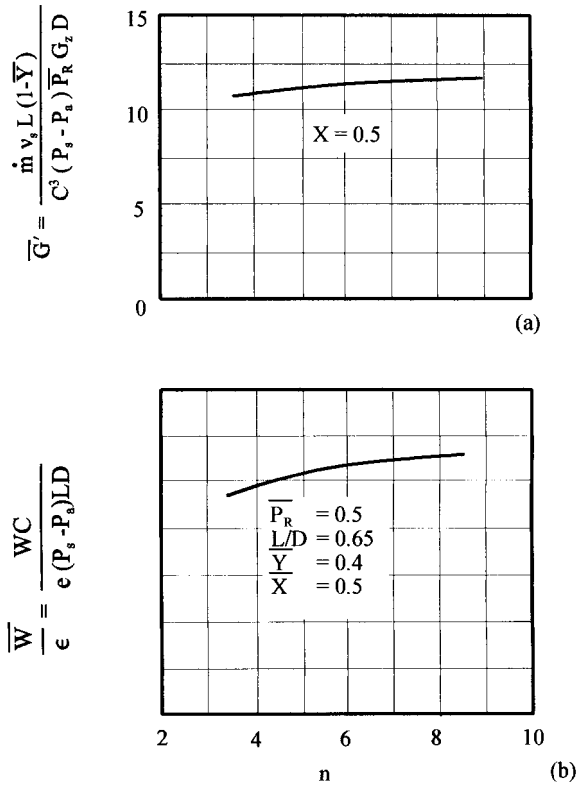 15
10
5
0
G̅' = ṁ ν_s L (1-Y̅) / C³ (P_s - P_a) P̅_R G_z D
X = 0.5
(a)
W̅/ϵ = WC / e (P_s - P_a)LD
P̅_R = 0.5
L/D = 0.65
Y̅ = 0.4
X̅ = 0.5
2 4 6 8 10
n
(b)